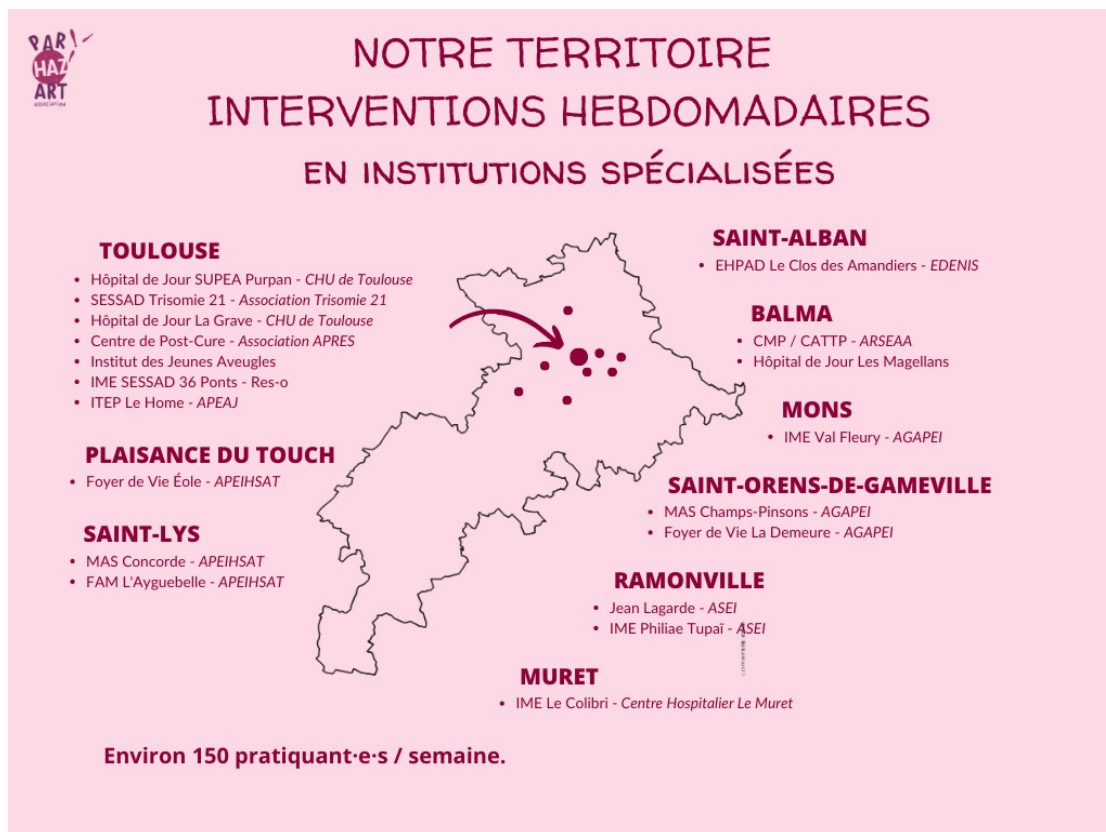 PAR!
HAZ'
ART
association
NOTRE TERRITOIRE
INTERVENTIONS HEBDOMADAIRES
EN INSTITUTIONS SPÉCIALISÉES
TOULOUSE
• Hôpital de Jour SUPEA Purpan - CHU de Toulouse
• SESSAD Trisomie 21 - Association Trisomie 21
• Hôpital de Jour La Grave - CHU de Toulouse
• Centre de Post-Cure - Association APRES
• Institut des Jeunes Aveugles
• IME SESSAD 36 Ponts - Res-o
• ITEP Le Home - APEAJ
PLAISANCE DU TOUCH
• Foyer de Vie Éole - APEIHSAT
SAINT-LYS
• MAS Concorde - APEIHSAT
• FAM L'Ayguebelle - APEIHSAT
SAINT-ALBAN
• EHPAD Le Clos des Amandiers - EDENIS
BALMA
• CMP / CATTP - ARSEAA
• Hôpital de Jour Les Magellans
MONS
• IME Val Fleury - AGAPEI
SAINT-ORENS-DE-GAMEVILLE
• MAS Champs-Pinsons - AGAPEI
• Foyer de Vie La Demeure - AGAPEI
RAMONVILLE
• Jean Lagarde - ASEI
• IME Philiae Tupaï - ASEI
MURET
• IME Le Colibri - Centre Hospitalier Le Muret
Environ 150 pratiquant·e·s / semaine.